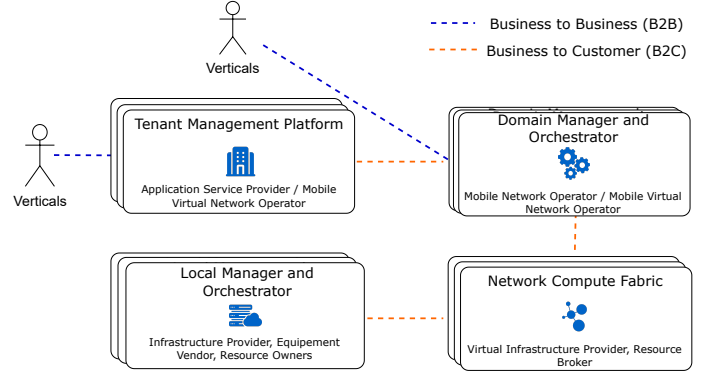 Business to Business (B2B)
Business to Customer (B2C)
Verticals
Tenant Management Platform
Application Service Provider / Mobile
Virtual Network Operator
Domain Manager and
Orchestrator
Mobile Network Operator / Mobile Virtual
Network Operator
Verticals
Local Manager and
Orchestrator
Infrastructure Provider, Equipement
Vendor, Resource Owners
Network Compute Fabric
Virtual Infrastructure Provider, Resource
Broker